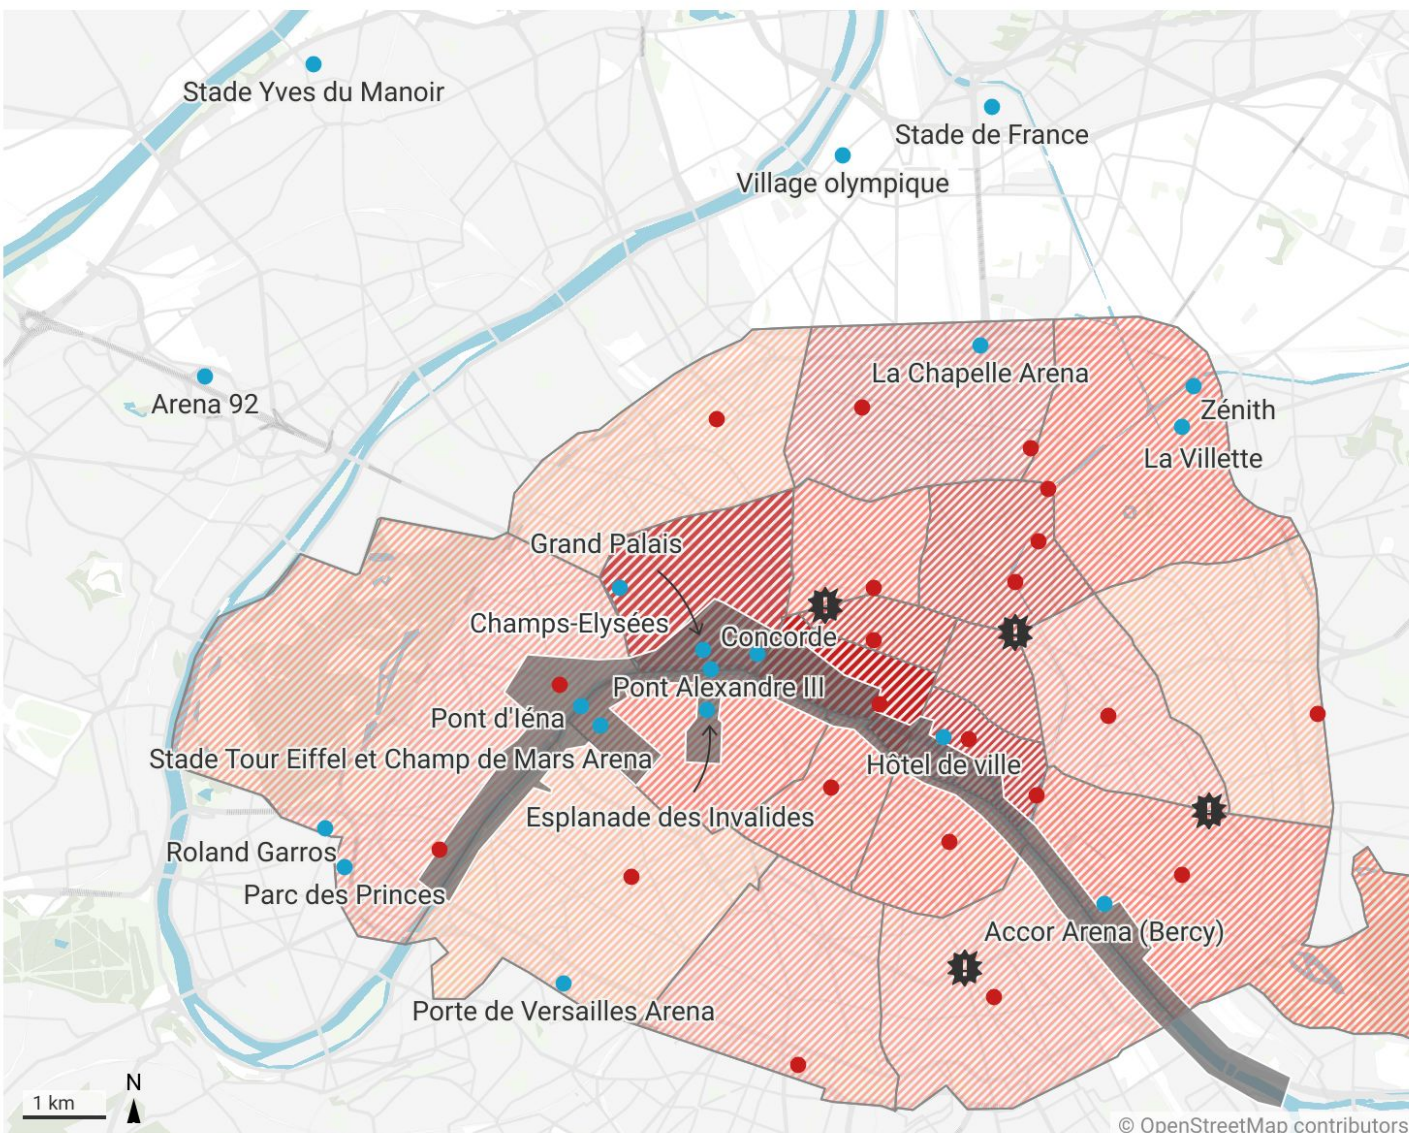 Stade Yves du Manoir
Stade de France
Village olympique
La Chapelle Arena
Arena 92
Zénith
La Villette
Grand Palais
Champs-Elysées
Concorde
Pont Alexandre III
Pont d'Iéna
Stade Tour Eiffel et Champ de Mars Arena
Hôtel de ville
Esplanade des Invalides
Roland Garros
Parc des Princes
Accor Arena (Bercy)
Porte de Versailles Arena
!
!
!
!
N
1 km
© OpenStreetMap contributors